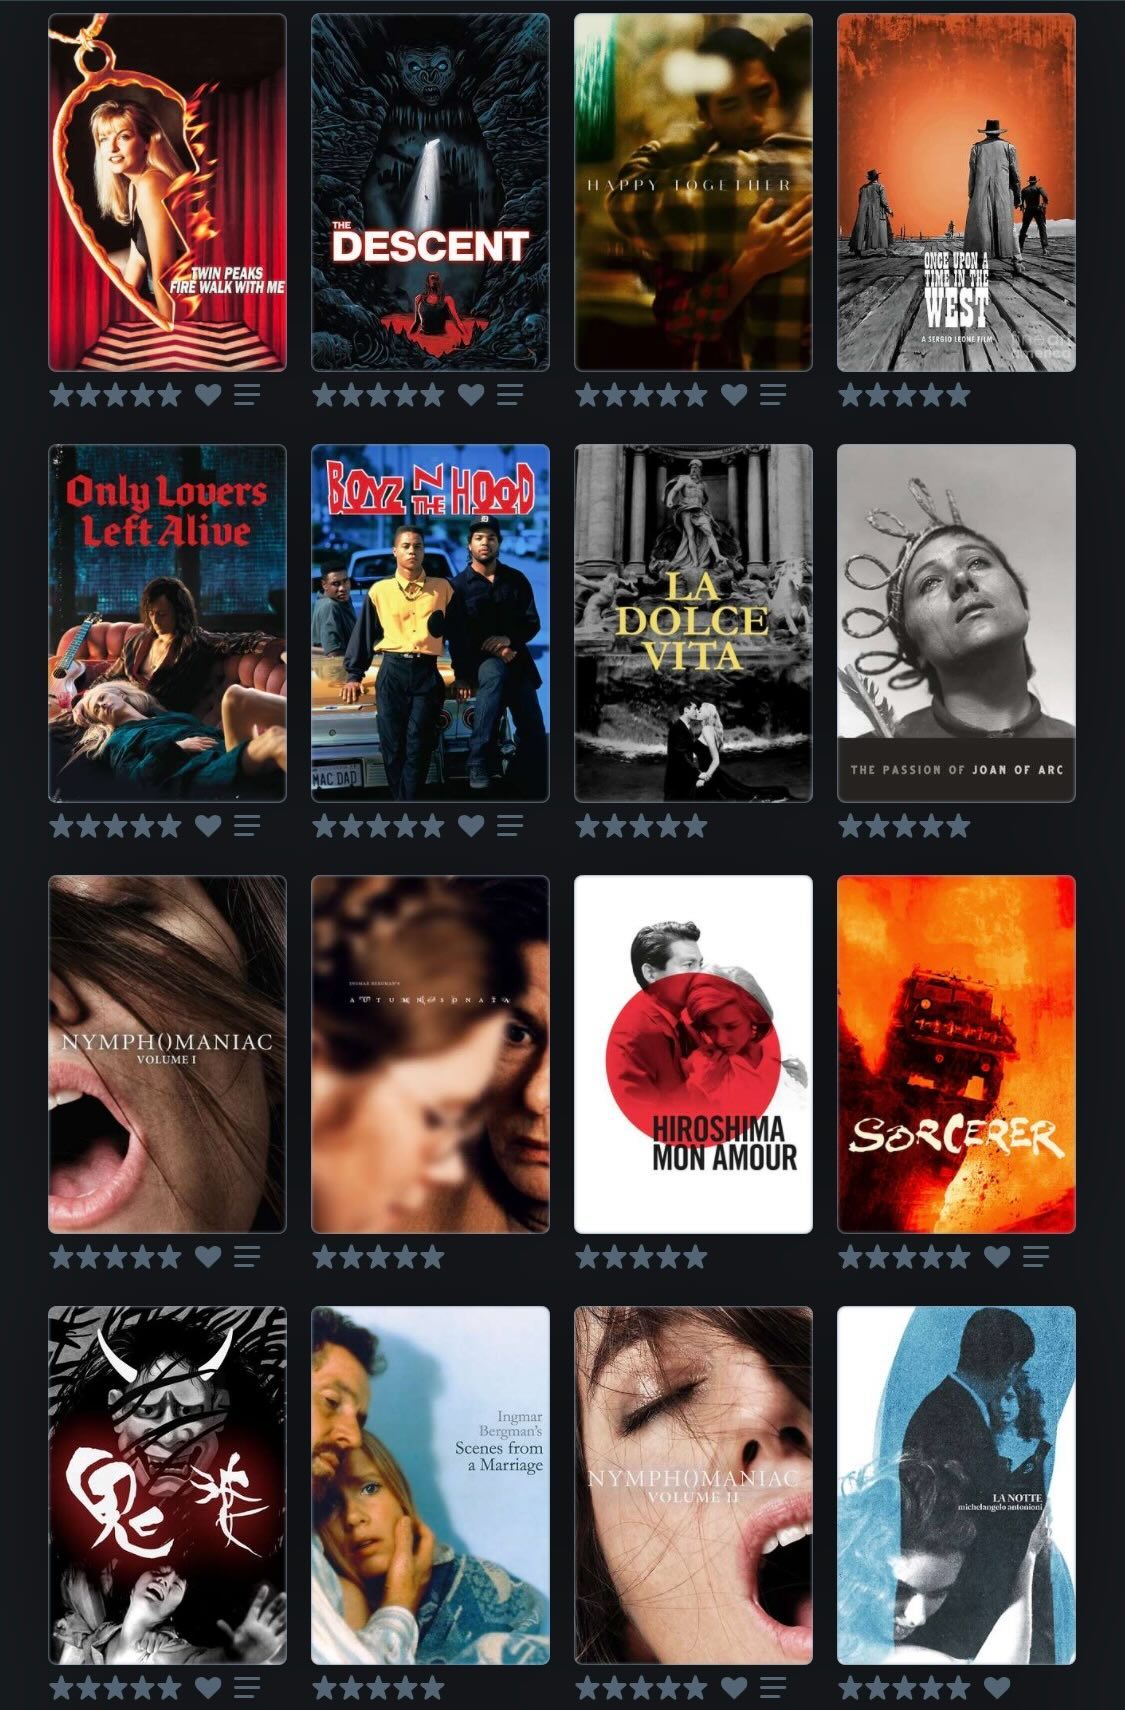 TWIN PEAKS
FIRE WALK WITH ME
THE
DESCENT
HAPPY TOGETHER
ONCE UPON A
TIME IN THE
WEST
A SERGIO LEONE FILM
Only Lovers
Left Alive
BOYZ N THE HOOD
MAC DAD
LA
DOLCE
VITA
THE PASSION OF JOAN OF ARC
NYMPH()MANIAC
VOLUME I
INGMAR BERGMAN'S
AUTUMN SONATA
HIROSHIMA
MON AMOUR
SORCERER
鬼婆
Ingmar
Bergman's
Scenes from
a Marriage
NYMPH()MANIAC
VOLUME II
LA NOTTE
michelangelo antonioni